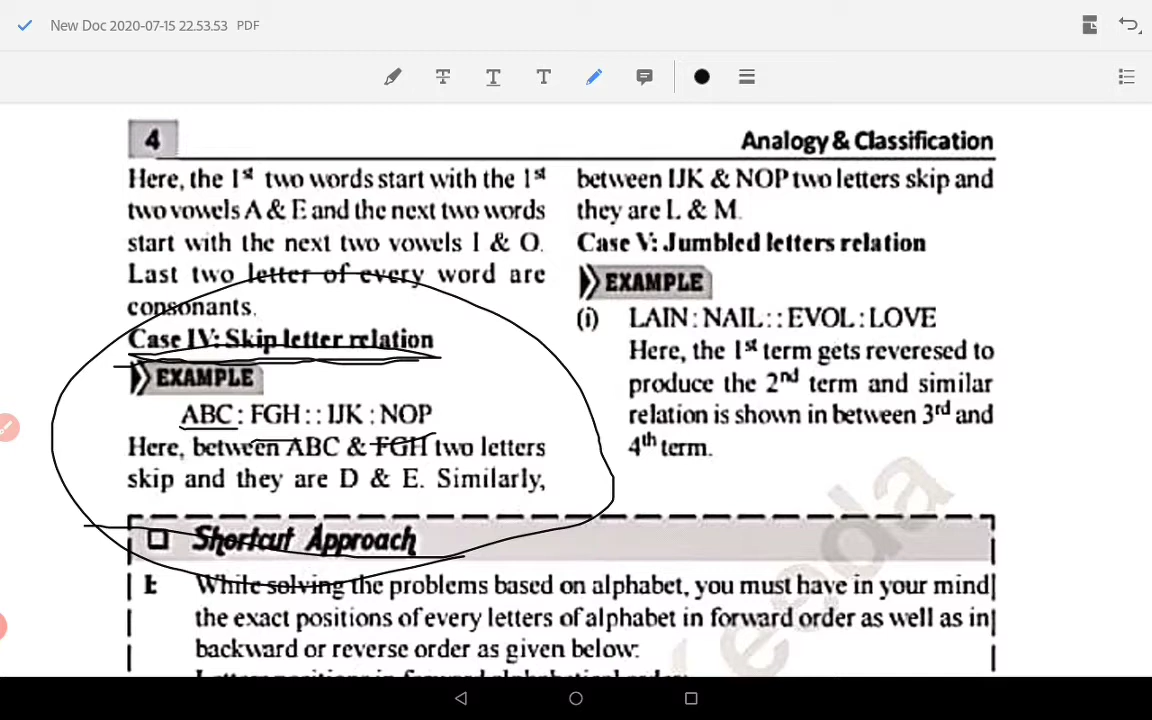 New Doc 2020-07-15 22.53.53 PDF
4
Analogy & Classification
Here, the 1st two words start with the 1st
two vowels A & E and the next two words
start with the next two vowels I & O.
Last two letter of every word are
consonants.
Case IV: Skip letter relation
EXAMPLE
ABC : FGH : : IJK : NOP
Here, between ABC & FGH two letters
skip and they are D & E. Similarly,
between IJK & NOP two letters skip and
they are L & M.
Case V: Jumbled letters relation
EXAMPLE
(i) LAIN : NAIL : : EVOL : LOVE
Here, the 1st term gets reveresed to
produce the 2nd term and similar
relation is shown in between 3rd and
4th term.
Shortcut Approach
While solving the problems based on alphabet, you must have in your mind
the exact positions of every letters of alphabet in forward order as well as in
backward or reverse order as given below: